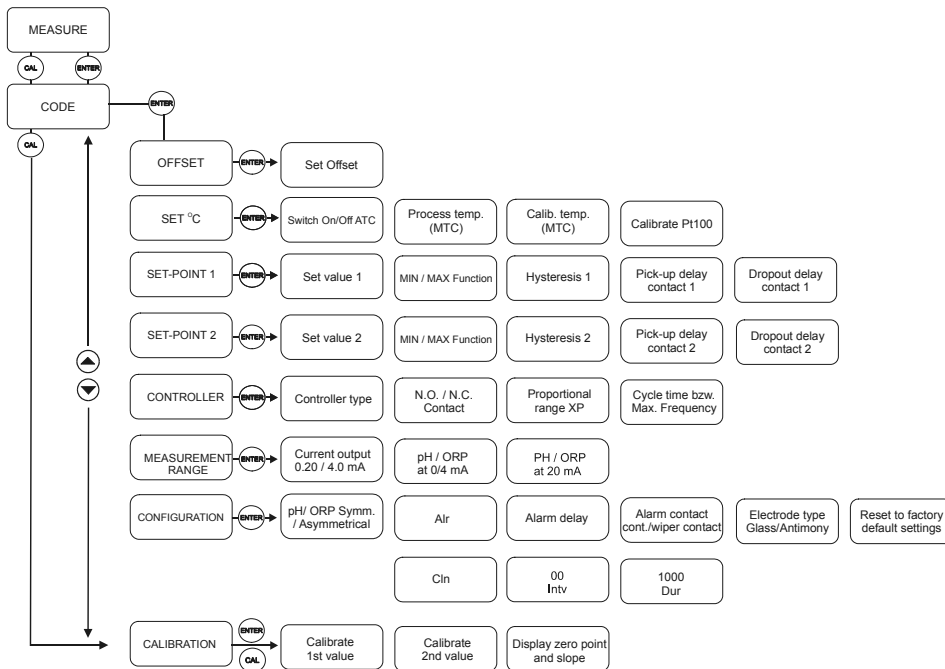 MEASURE
CAL
ENTER
CODE
ENTER
CAL
OFFSET
ENTER
Set Offset
SET °C
ENTER
Switch On/Off ATC
Process temp.
(MTC)
Calib. temp.
(MTC)
Calibrate Pt100
SET-POINT 1
ENTER
Set value 1
MIN / MAX Function
Hysteresis 1
Pick-up delay
contact 1
Dropout delay
contact 1
SET-POINT 2
ENTER
Set value 2
MIN / MAX Function
Hysteresis 2
Pick-up delay
contact 2
Dropout delay
contact 2
CONTROLLER
ENTER
Controller type
N.O. / N.C.
Contact
Proportional
range XP
Cycle time bzw.
Max. Frequency
MEASUREMENT
RANGE
ENTER
Current output
0.20 / 4.0 mA
pH / ORP
at 0/4 mA
PH / ORP
at 20 mA
CONFIGURATION
ENTER
pH/ ORP Symm.
/ Asymmetrical
Alr
Alarm delay
Alarm contact
cont./wiper contact
Electrode type
Glass/Antimony
Reset to factory
default settings
Cln
00
Intv
1000
Dur
CALIBRATION
ENTER
CAL
Calibrate
1st value
Calibrate
2nd value
Display zero point
and slope